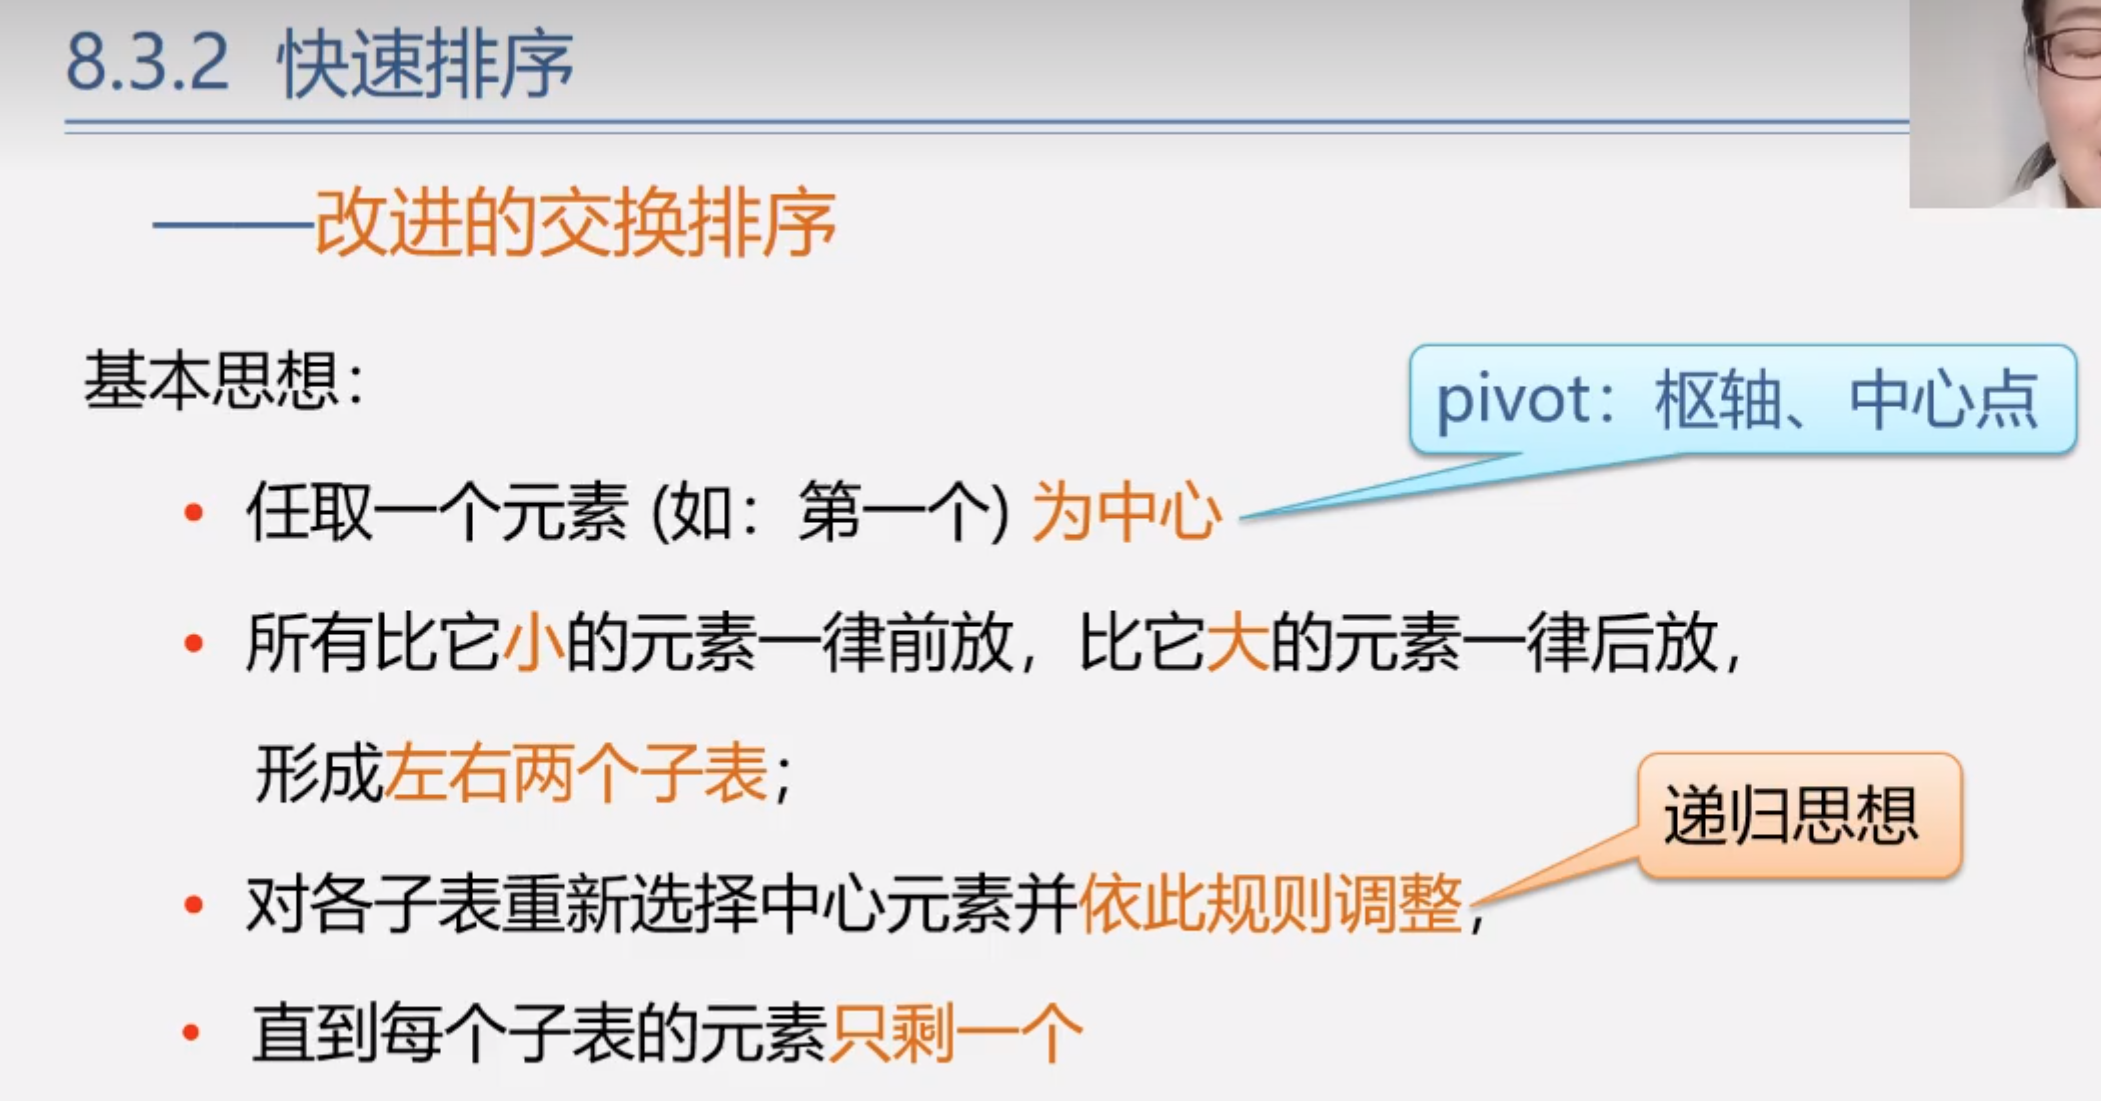 8.3.2 快速排序
——改进的交换排序
基本思想：
pivot：枢轴、中心点
• 任取一个元素 (如：第一个) 为中心
• 所有比它小的元素一律前放，比它大的元素一律后放，
形成左右两个子表；
递归思想
• 对各子表重新选择中心元素并依此规则调整，
• 直到每个子表的元素只剩一个